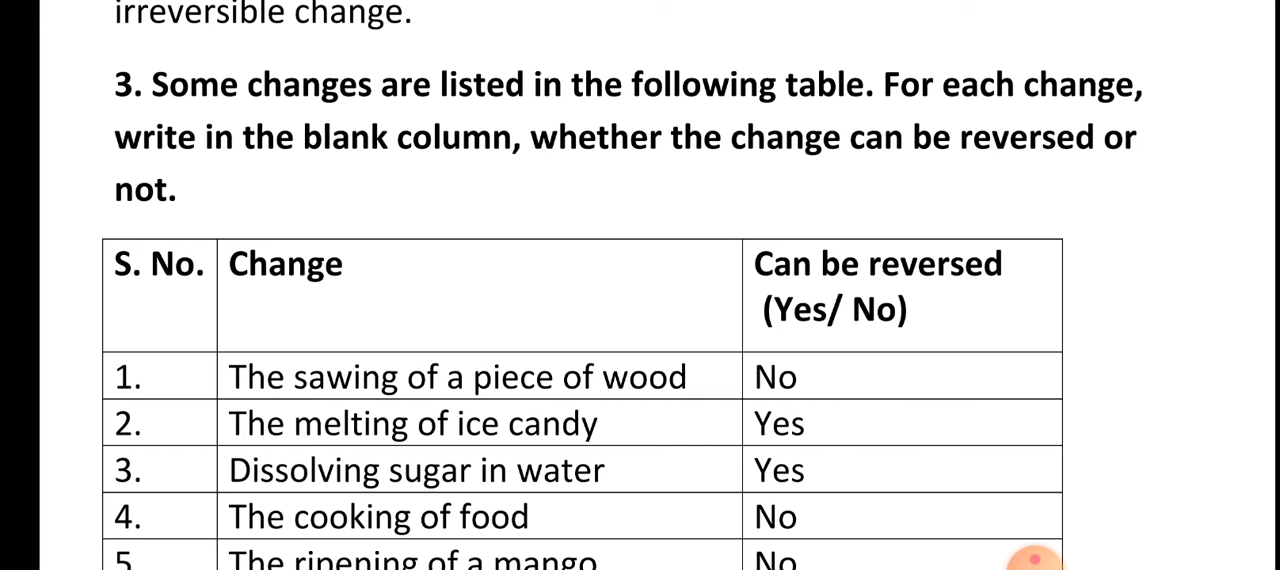 irreversible change.
3. Some changes are listed in the following table. For each change,
write in the blank column, whether the change can be reversed or
not.
S. No. Change Can be reversed
(Yes/ No)
1. The sawing of a piece of wood No
2. The melting of ice candy Yes
3. Dissolving sugar in water Yes
4. The cooking of food No
5. The ripening of a mango No